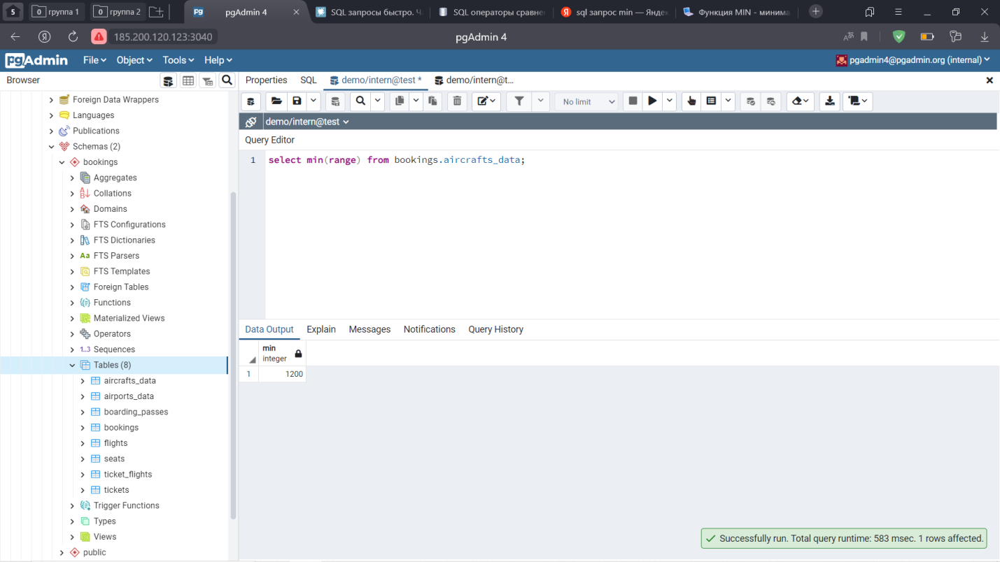 5
0 группа 1
0 группа 2
Pg pgAdmin 4
SQL запросы быстро. Ч
SQL операторы сравне
Я sql запрос min — Яндек
Функция MIN - минима
Я
185.200.120.123:3040
pgAdmin 4
pgAdmin
File
Object
Tools
Help
pgadmin4@pgadmin.org (internal)
Browser
Properties
SQL
demo/intern@test *
demo/intern@t...
No limit
demo/intern@test
Query Editor
1 select min(range) from bookings.aircrafts_data;
Foreign Data Wrappers
Languages
Publications
Schemas (2)
bookings
Aggregates
Collations
Domains
FTS Configurations
FTS Dictionaries
Aa FTS Parsers
FTS Templates
Foreign Tables
Functions
Materialized Views
Operators
1..3 Sequences
Tables (8)
aircrafts_data
airports_data
boarding_passes
bookings
flights
seats
ticket_flights
tickets
Trigger Functions
Types
Views
public
Data Output
Explain
Messages
Notifications
Query History
min
integer
1 1200
Successfully run. Total query runtime: 583 msec. 1 rows affected.